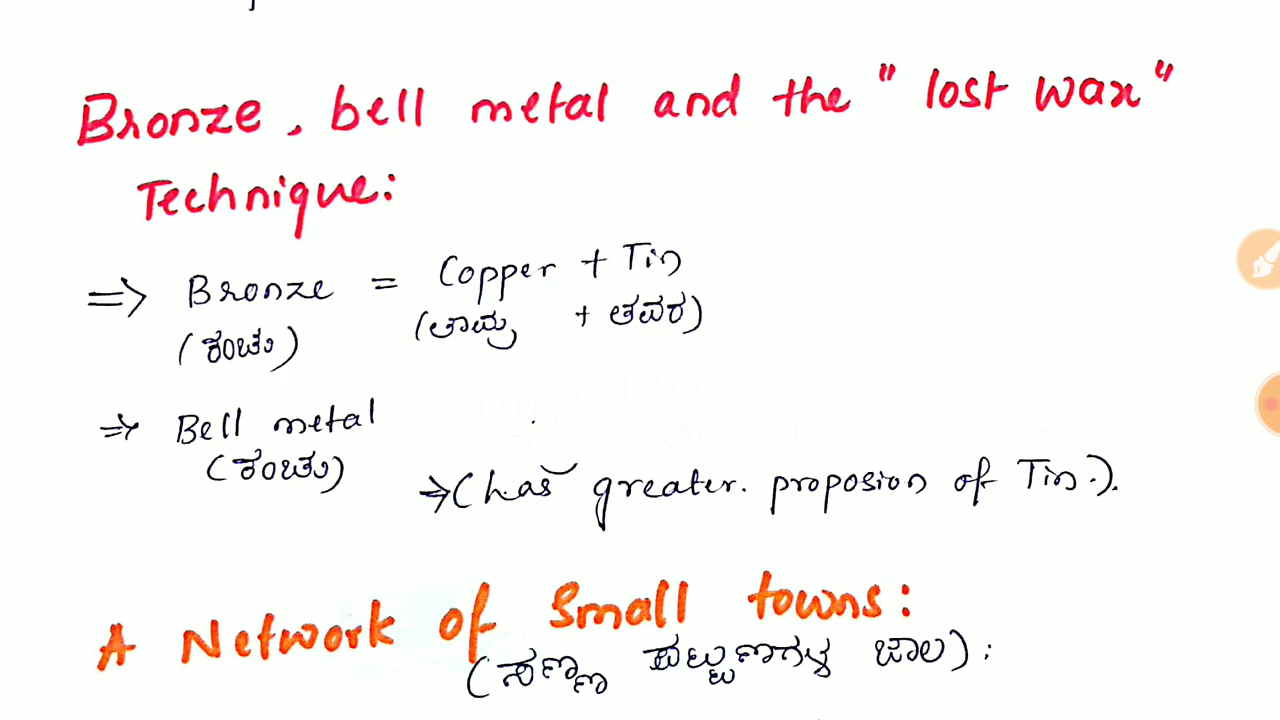 Bronze, bell metal and the "lost wax"
Technique:
⇒ Bronze = Copper + Tin
(ಕಂಚು) (ತಾಮ್ರ + ತವರ)
⇒ Bell metal
(ಕಂಚು)
⇒ (has greater. proposion of Tin.).
A Network of Small towns:
(ಸಣ್ಣ ಪಟ್ಟಣಗಳ ಜಾಲ) :